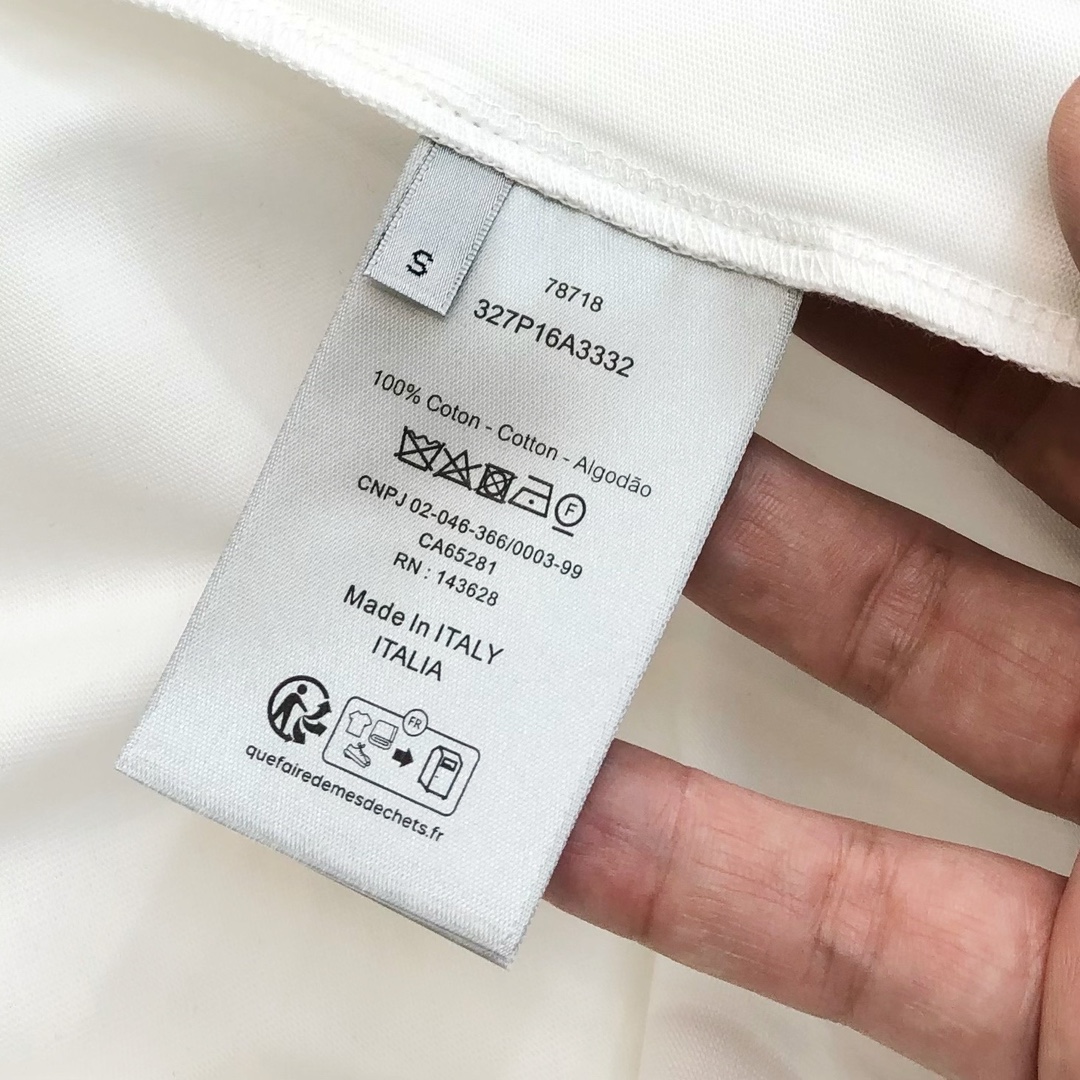 S
78718
327P16A3332
100% Coton - Cotton - Algodão
F
CNPJ 02-046-366/0003-99
CA65281
RN : 143628
Made In ITALY
ITALIA
FR
quefairedemesdechets.fr